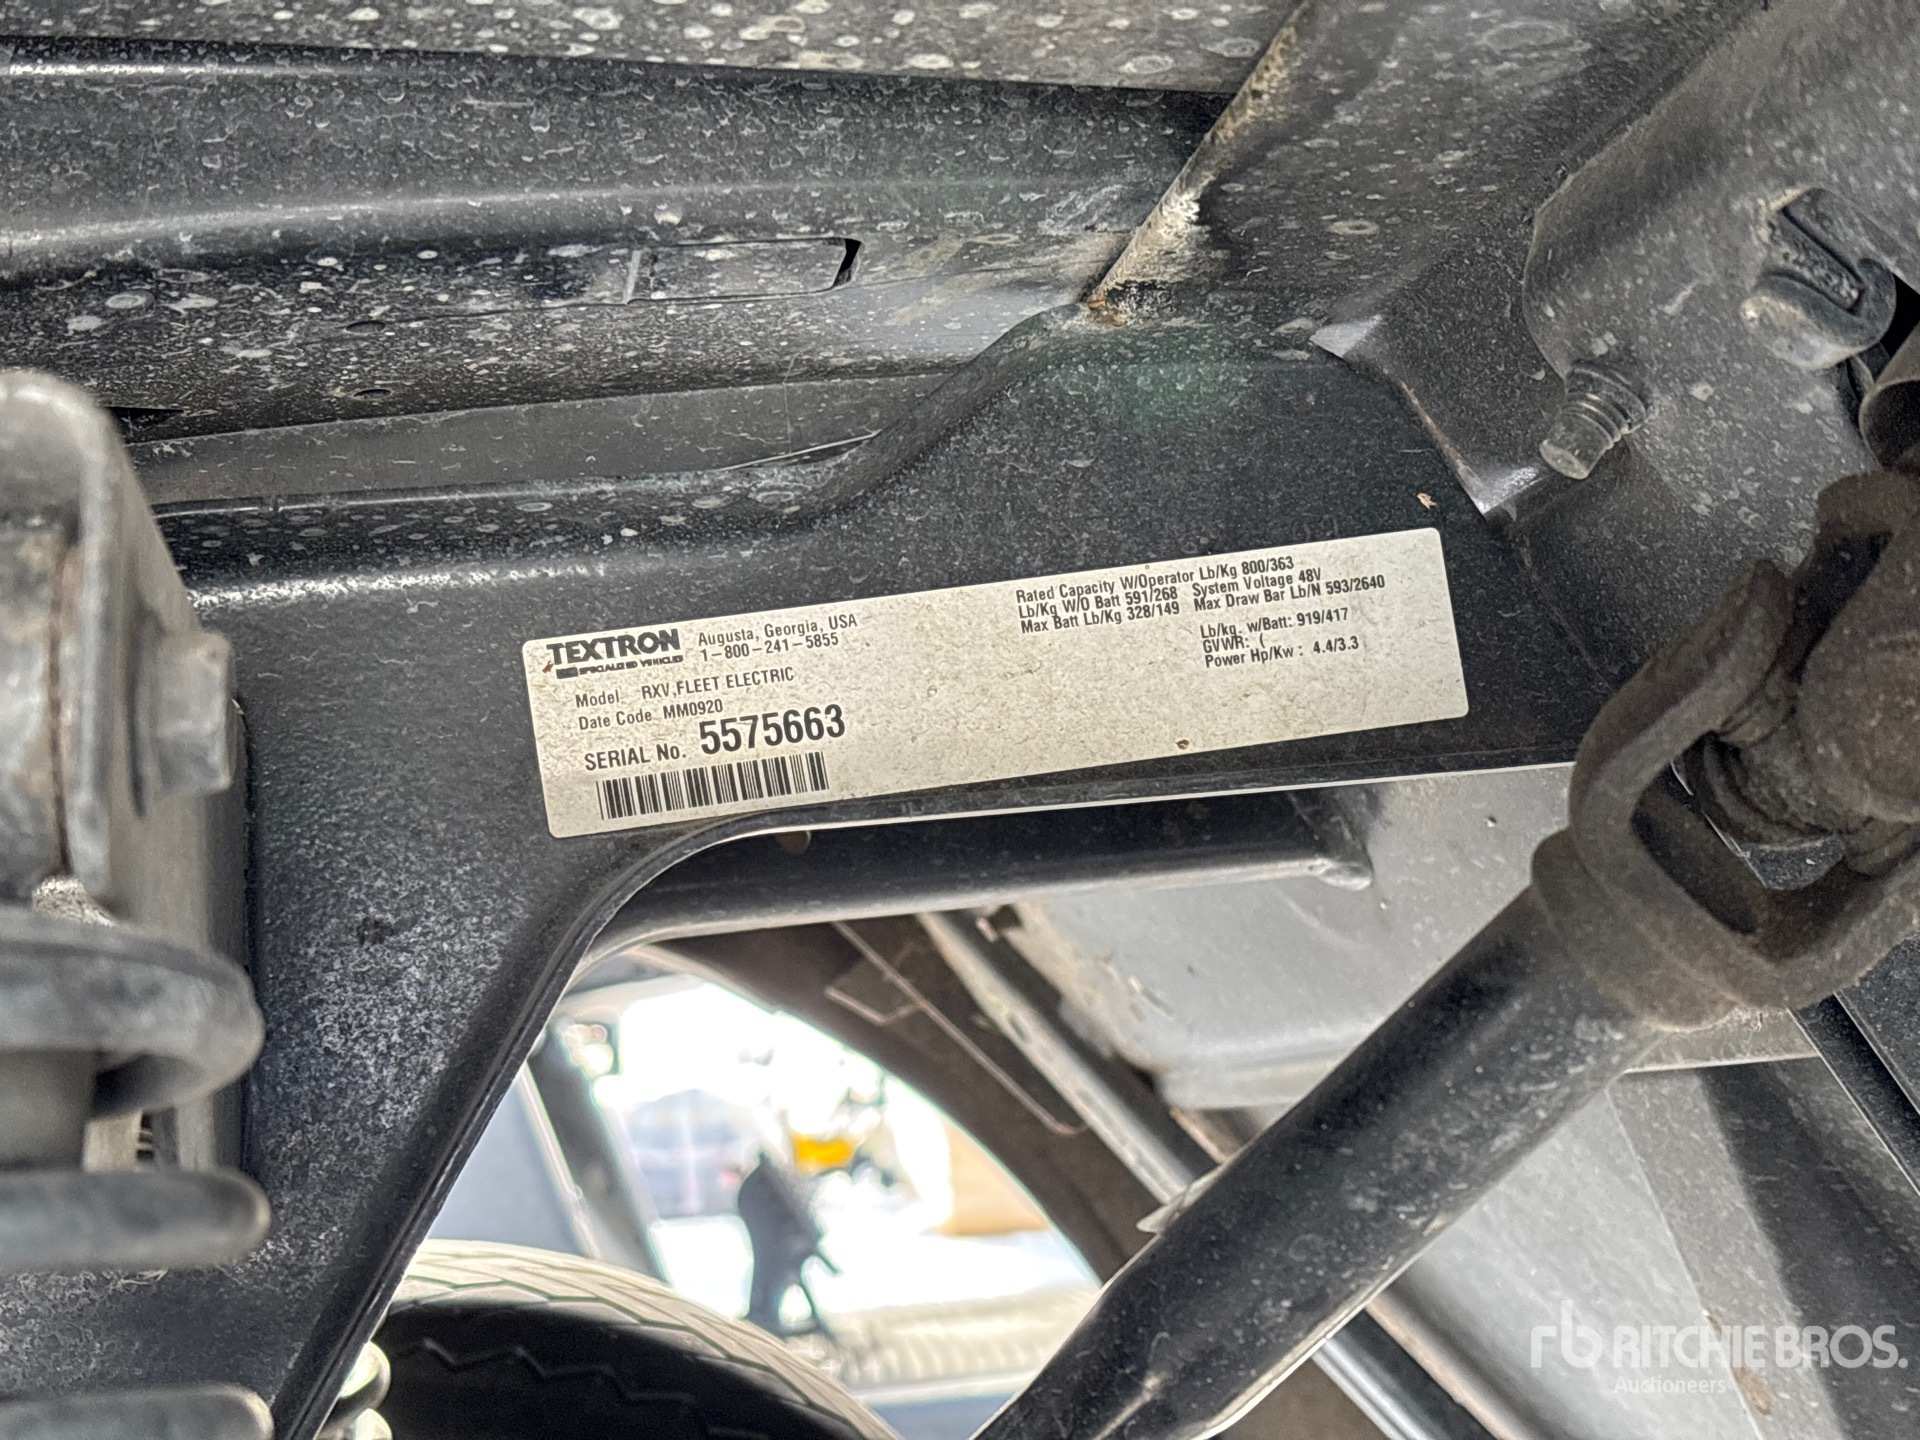 TEXTRON
SPECIALIZED VEHICLES
Augusta, Georgia, USA
1-800-241-5855
Model RXV,FLEET ELECTRIC
Date Code MM0920
SERIAL No. 5575663
Rated Capacity W/Operator Lb/Kg 800/363
Lb/Kg W/O Batt 591/268 System Voltage 48V
Max Batt Lb/Kg 328/149 Max Draw Bar Lb/N 593/2640
Lb/kg. w/Batt: 919/417
GVWR: (
Power Hp/Kw : 4.4/3.3
rb RITCHIE BROS.
Auctioneers